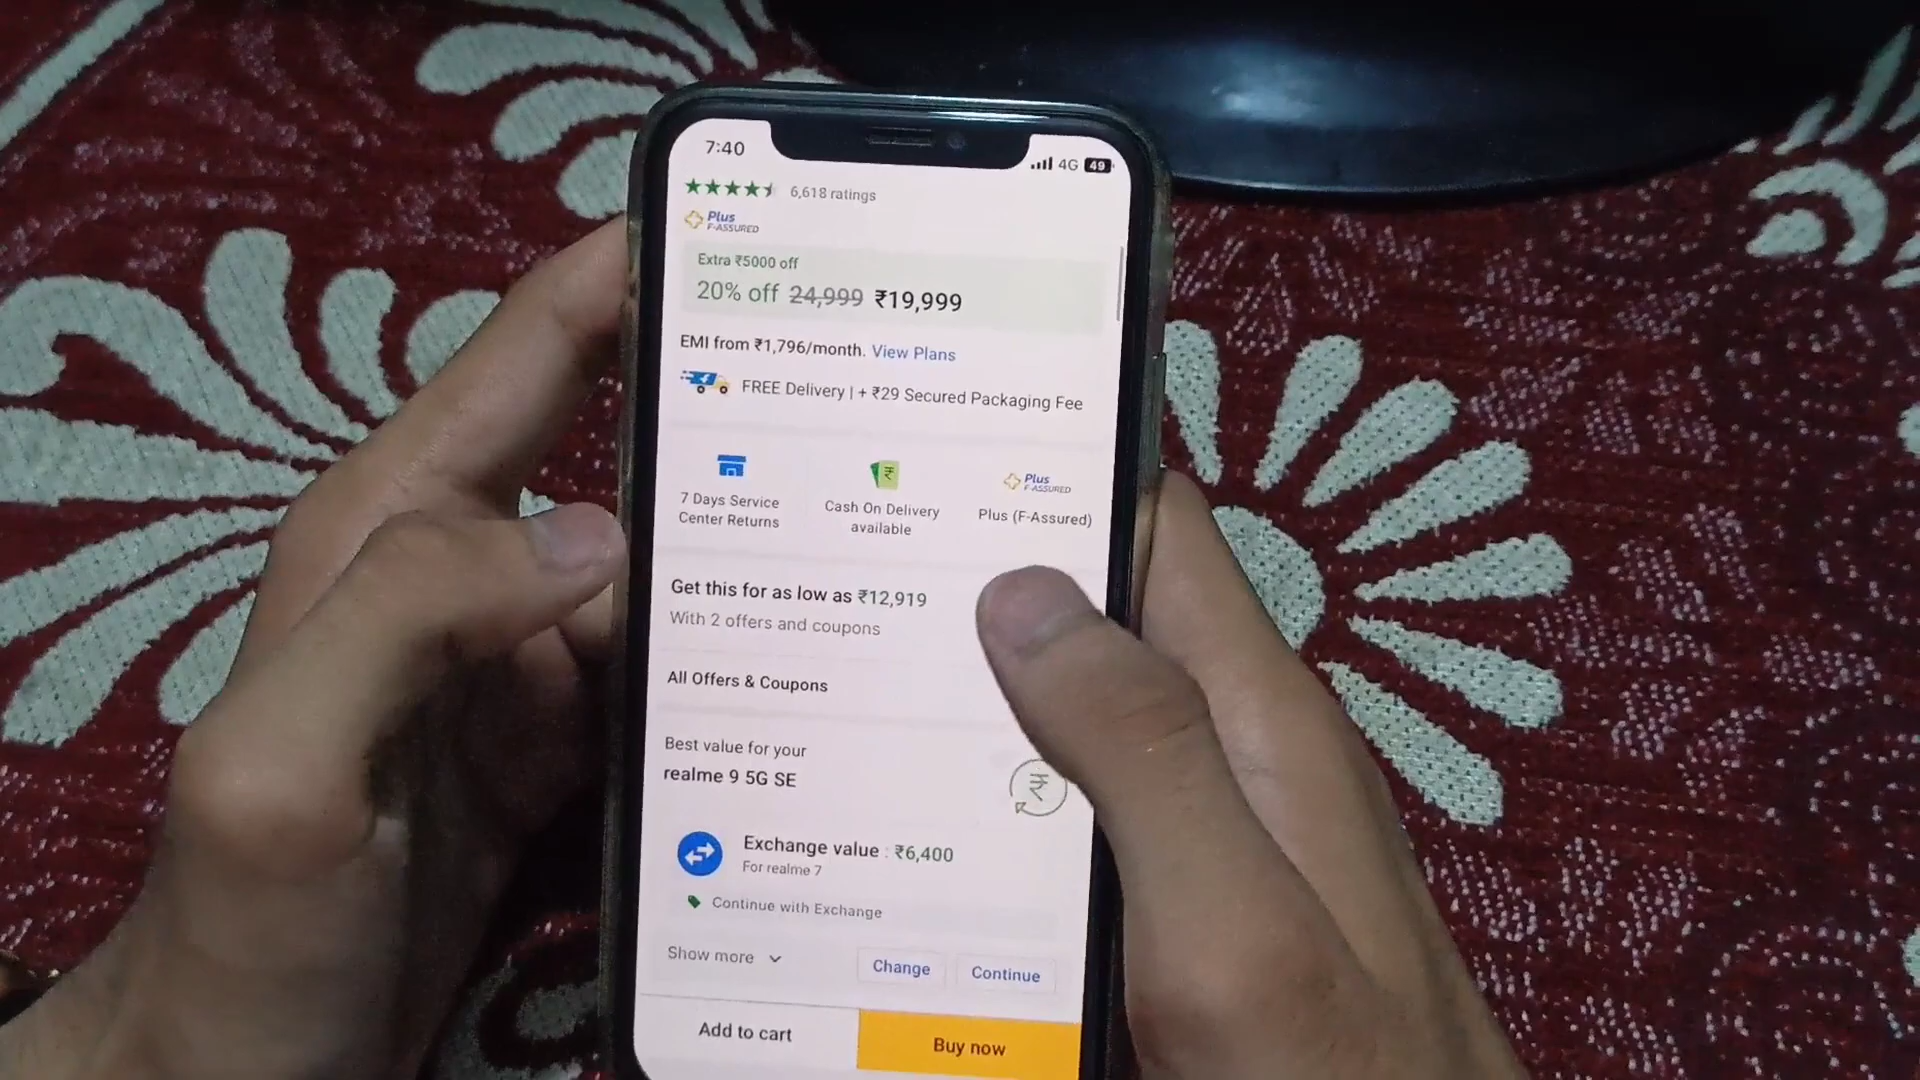 7:40
4G 49
6,618 ratings
Plus
F-ASSURED
Extra ₹5000 off
20% off 24,999 ₹19,999
EMI from ₹1,796/month. View Plans
FREE Delivery | + ₹29 Secured Packaging Fee
7 Days Service
Center Returns
Cash On Delivery
available
Plus
F-ASSURED
Plus (F-Assured)
Get this for as low as ₹12,919
With 2 offers and coupons
All Offers & Coupons
Best value for your
realme 9 5G SE
₹
Exchange value : ₹6,400
For realme 7
Continue with Exchange
Show more
Change
Continue
Add to cart
Buy now